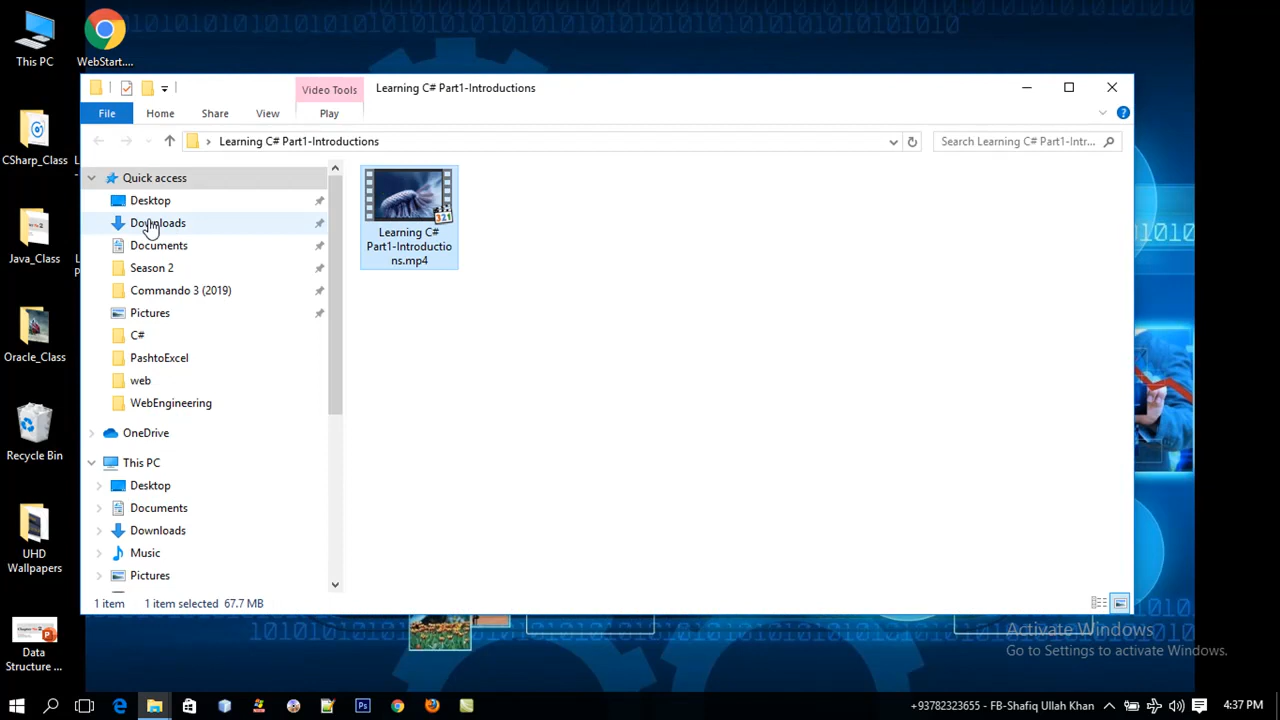 This PC
WebStart....
CSharp_Class
Java_Class
Oracle_Class
Recycle Bin
UHD
Wallpapers
Data
Structure ...
Video Tools
Learning C# Part1-Introductions
File
Home
Share
View
Play
Learning C# Part1-Introductions
Search Learning C# Part1-Intr...
Quick access
Desktop
Downloads
Documents
Season 2
Commando 3 (2019)
Pictures
C#
PashtoExcel
web
WebEngineering
OneDrive
This PC
Desktop
Documents
Downloads
Music
Pictures
Learning C#
Part1-Introductio
ns.mp4
321
1 item
1 item selected 67.7 MB
Activate Windows
Go to Settings to activate Windows.
+93782323655 - FB-Shafiq Ullah Khan
4:37 PM